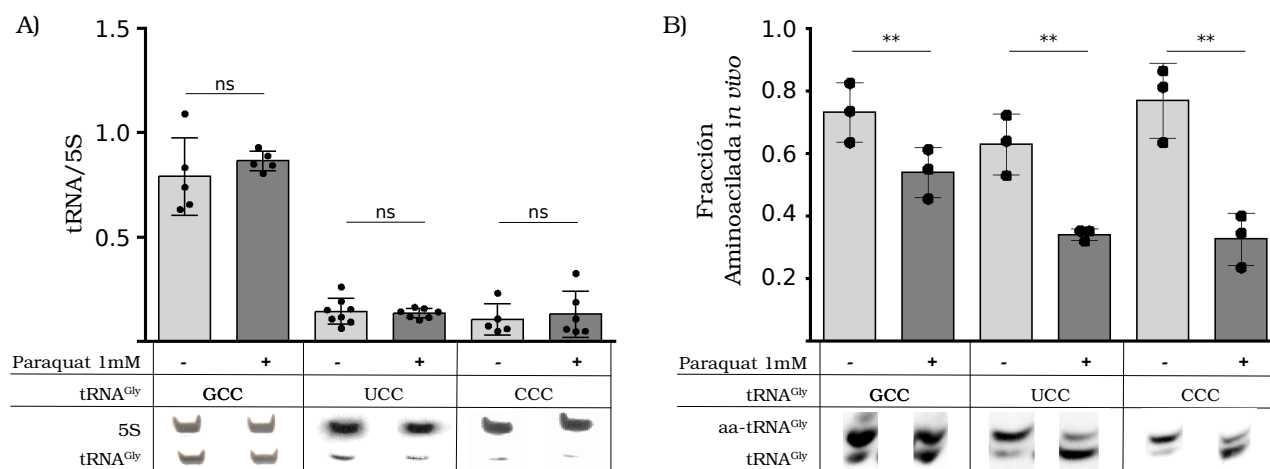 A)
1.5
1.0
0.5
tRNA/5S
ns
ns
ns
Paraquat 1mM - + - + - +
tRNAGly GCC UCC CCC
5S
tRNAGly
B)
1.0
0.8
0.6
0.4
0.2
Fracción
Aminoacilada in vivo
**
**
**
Paraquat 1mM - + - + - +
tRNAGly GCC UCC CCC
aa-tRNAGly
tRNAGly